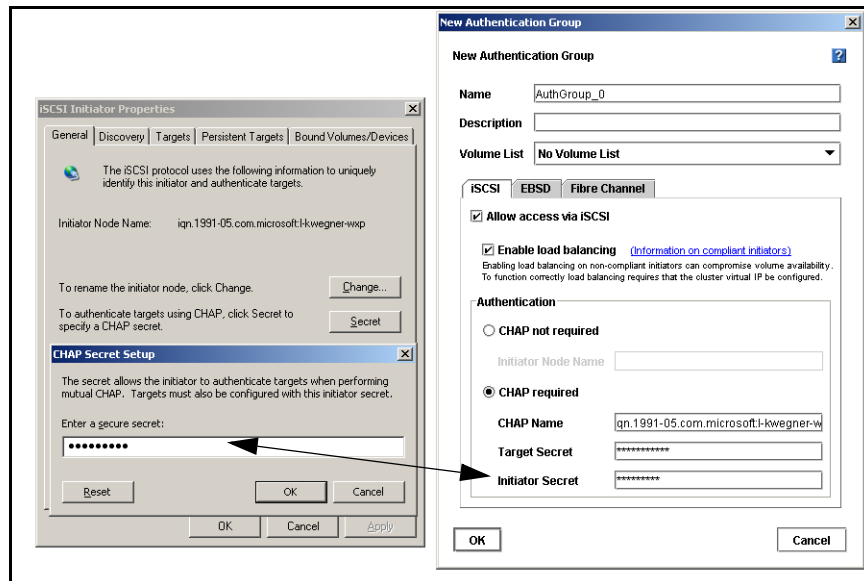 iSCSI Initiator Properties
General
Discovery
Targets
Persistent Targets
Bound Volumes/Devices
The iSCSI protocol uses the following information to uniquely
identify this initiator and authenticate targets.
Initiator Node Name:
iqn.1991-05.com.microsoft:l-kwegner-wxp
To rename the initiator node, click Change.
Change...
To authenticate targets using CHAP, click Secret to
specify a CHAP secret.
Secret
CHAP Secret Setup
The secret allows the initiator to authenticate targets when performing
mutual CHAP. Targets must also be configured with this initiator secret.
Enter a secure secret:
•••••••••
Reset
OK
Cancel
OK
Cancel
Apply
New Authentication Group
New Authentication Group
Name
AuthGroup_0
Description
Volume List
No Volume List
iSCSI
EBSD
Fibre Channel
Allow access via iSCSI
Enable load balancing
(Information on compliant initiators)
Enabling load balancing on non-compliant initiators can compromise volume availability.
To function correctly load balancing requires that the cluster virtual IP be configured.
Authentication
CHAP not required
Initiator Node Name
CHAP required
CHAP Name
qn.1991-05.com.microsoft:l-kwegner-w
Target Secret
***********
Initiator Secret
*********
OK
Cancel